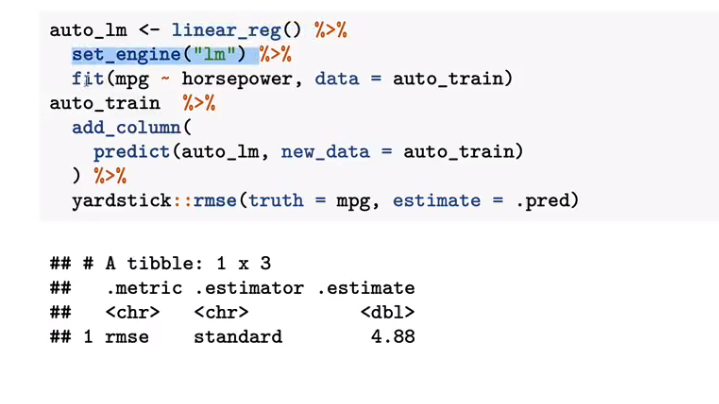 auto_lm <- linear_reg() %>%
set_engine("lm") %>%
fit(mpg ~ horsepower, data = auto_train)
auto_train %>%
add_column(
predict(auto_lm, new_data = auto_train)
) %>%
yardstick::rmse(truth = mpg, estimate = .pred)
## # A tibble: 1 x 3
## .metric .estimator .estimate
## <chr> <chr> <dbl>
## 1 rmse standard 4.88